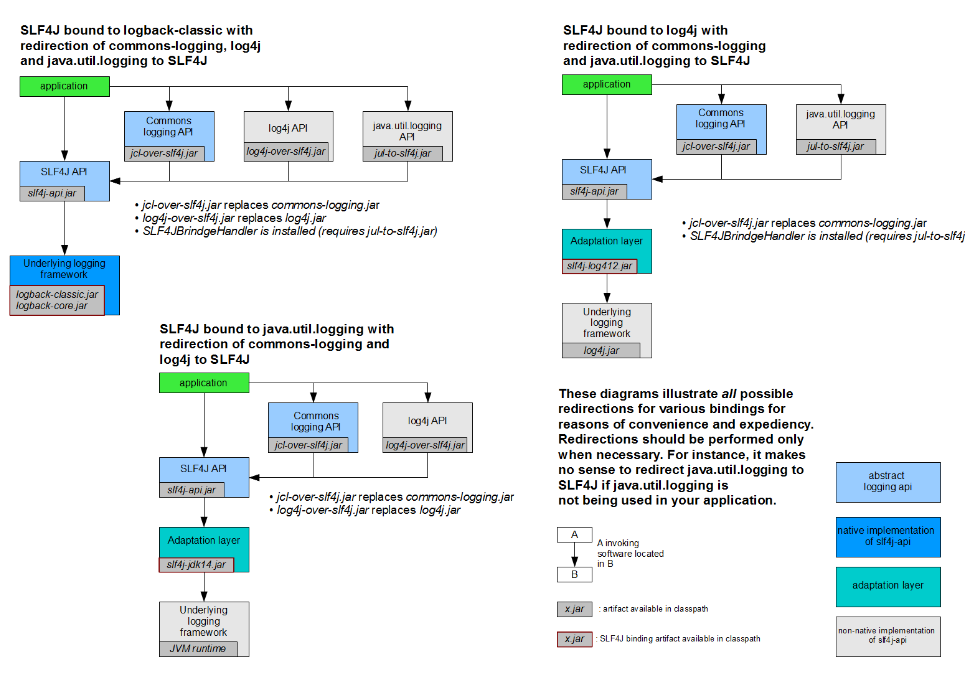 SLF4J bound to logback-classic with
redirection of commons-logging, log4j
and java.util.logging to SLF4J
application
Commons
logging API
jcl-over-slf4j.jar
log4j API
log4j-over-slf4j.jar
java.util.logging
API
jul-to-slf4j.jar
SLF4J API
slf4j-api.jar
• jcl-over-slf4j.jar replaces commons-logging.jar
• log4j-over-slf4j.jar replaces log4j.jar
• SLF4JBrindgeHandler is installed (requires jul-to-slf4j.jar)
Underlying logging
framework
logback-classic.jar
logback-core.jar
SLF4J bound to log4j with
redirection of commons-logging
and java.util.logging to SLF4J
application
Commons
logging API
jcl-over-slf4j.jar
java.util.logging
API
jul-to-slf4j.jar
SLF4J API
slf4j-api.jar
• jcl-over-slf4j.jar replaces commons-logging.jar
• SLF4JBrindgeHandler is installed (requires jul-to-slf4j
Adaptation layer
slf4j-log412.jar
Underlying
logging
framework
log4j.jar
SLF4J bound to java.util.logging with
redirection of commons-logging and
log4j to SLF4J
application
Commons
logging API
jcl-over-slf4j.jar
log4j API
log4j-over-slf4j.jar
SLF4J API
slf4j-api.jar
• jcl-over-slf4j.jar replaces commons-logging.jar
• log4j-over-slf4j.jar replaces log4j.jar
Adaptation layer
slf4j-jdk14.jar
Underlying
logging
framework
JVM runtime
These diagrams illustrate all possible
redirections for various bindings for
reasons of convenience and expediency.
Redirections should be performed only
when necessary. For instance, it makes
no sense to redirect java.util.logging to
SLF4J if java.util.logging is
not being used in your application.
A
B
A invoking
software located
in B
x.jar
: artifact available in classpath
x.jar
: SLF4J binding artifact available in classpath
abstract
logging api
native implementation
of slf4j-api
adaptation layer
non-native implementation
of slf4j-api